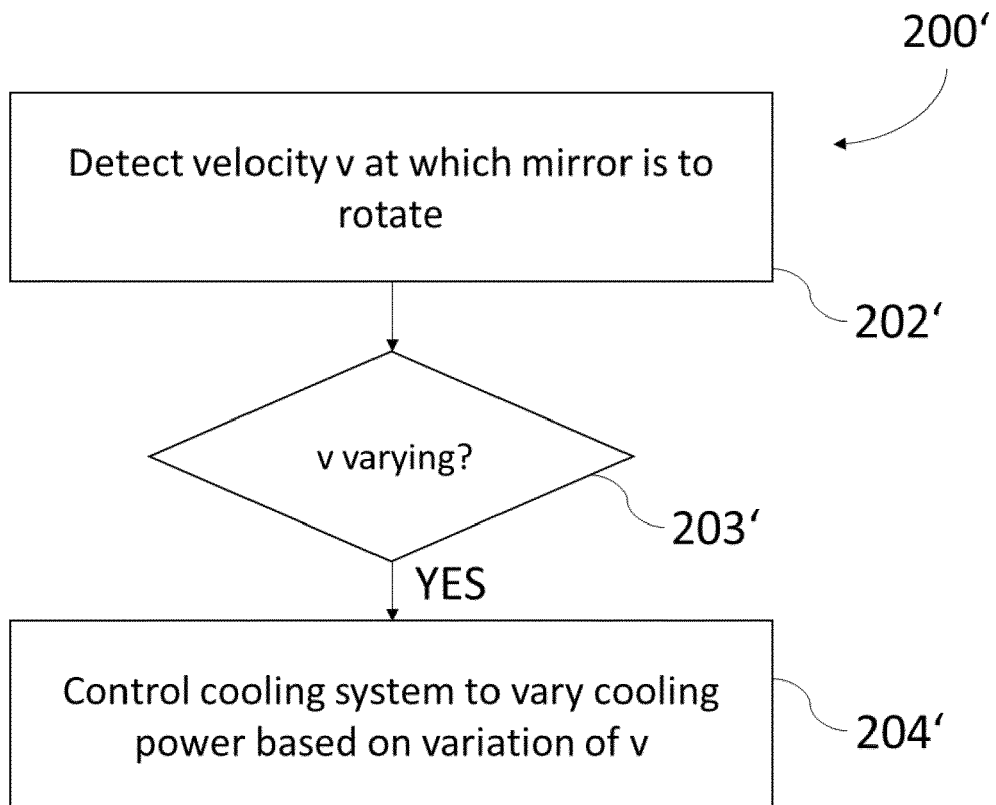 200‘
Detect velocity v at which mirror is to
rotate
202‘
v varying?
203‘
YES
Control cooling system to vary cooling
power based on variation of v
204‘